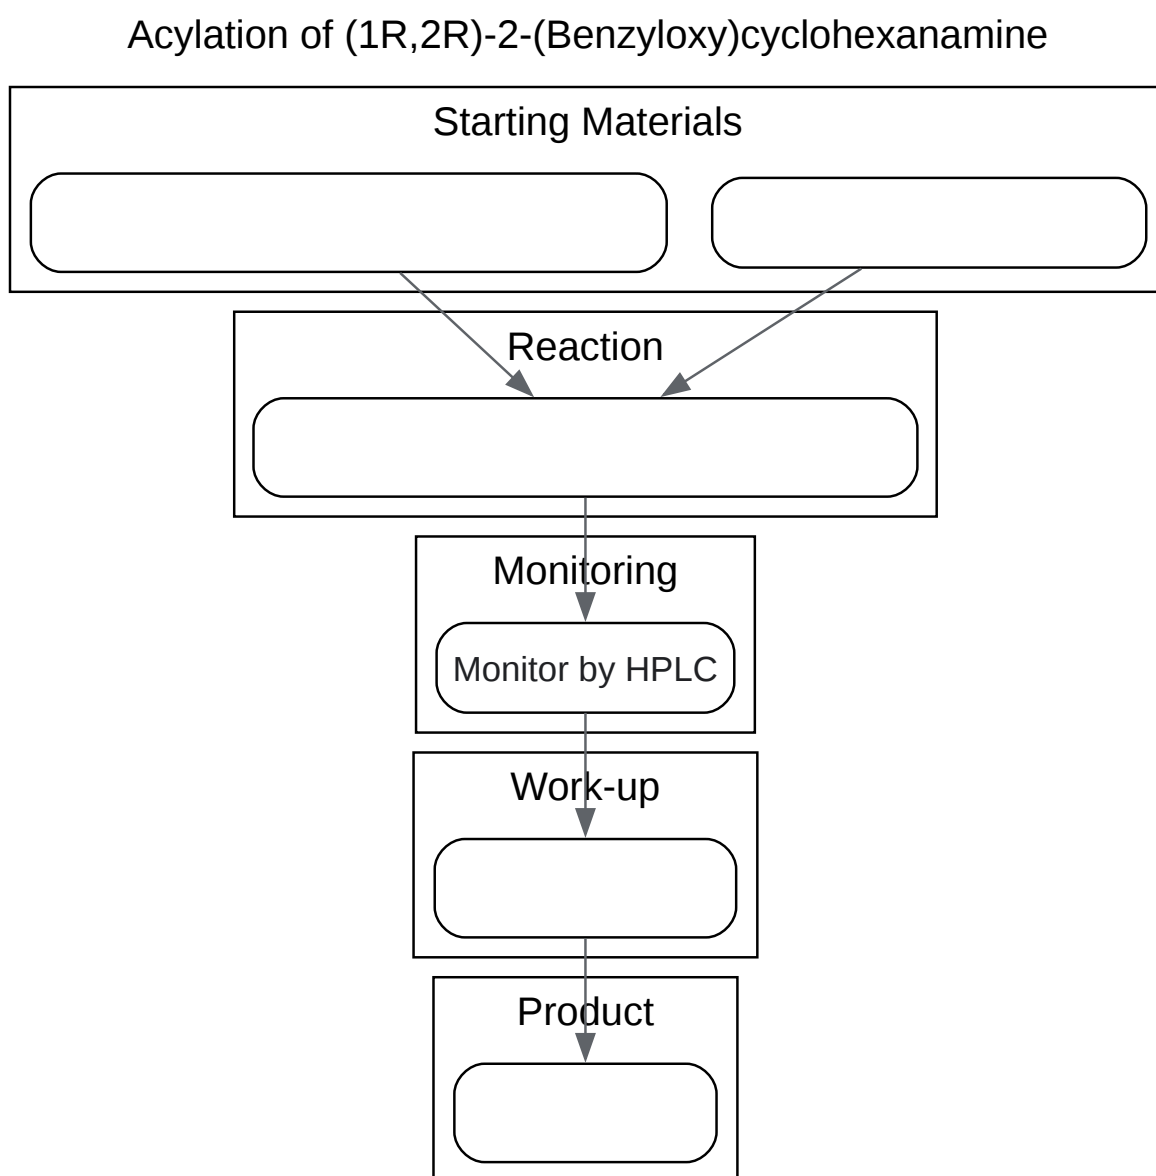 Acylation of (1R,2R)-2-(Benzyloxy)cyclohexanamine
Starting Materials
Reaction
Monitoring
Monitor by HPLC
Work-up
Product